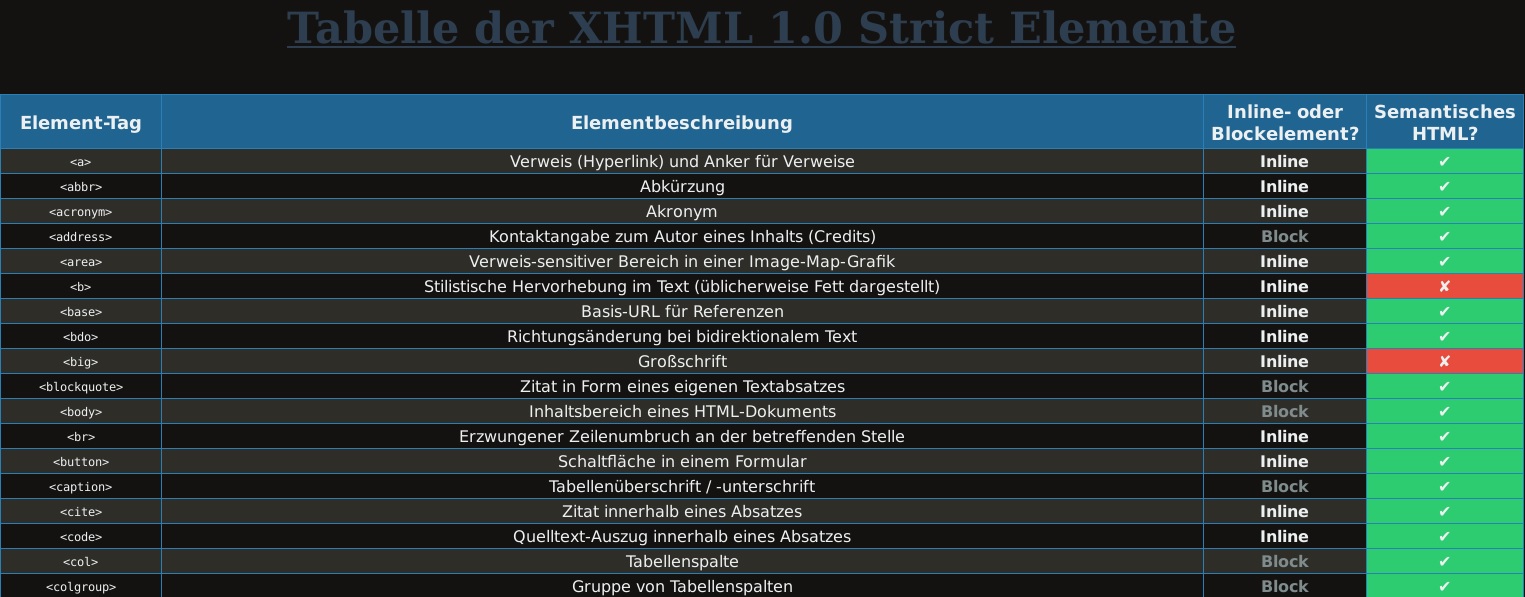 Tabelle der XHTML 1.0 Strict Elemente
Element-Tag Elementbeschreibung Inline- oder Blockelement? Semantisches HTML?
<a> Verweis (Hyperlink) und Anker für Verweise Inline ✔
<abbr> Abkürzung Inline ✔
<acronym> Akronym Inline ✔
<address> Kontaktangabe zum Autor eines Inhalts (Credits) Block ✔
<area> Verweis-sensitiver Bereich in einer Image-Map-Grafik Inline ✔
<b> Stilistische Hervorhebung im Text (üblicherweise Fett dargestellt) Inline ✘
<base> Basis-URL für Referenzen Inline ✔
<bdo> Richtungsänderung bei bidirektionalem Text Inline ✔
<big> Großschrift Inline ✘
<blockquote> Zitat in Form eines eigenen Textabsatzes Block ✔
<body> Inhaltsbereich eines HTML-Dokuments Block ✔
<br> Erzwungener Zeilenumbruch an der betreffenden Stelle Inline ✔
<button> Schaltfläche in einem Formular Inline ✔
<caption> Tabellenüberschrift / -unterschrift Block ✔
<cite> Zitat innerhalb eines Absatzes Inline ✔
<code> Quelltext-Auszug innerhalb eines Absatzes Inline ✔
<col> Tabellenspalte Block ✔
<colgroup> Gruppe von Tabellenspalten Block ✔